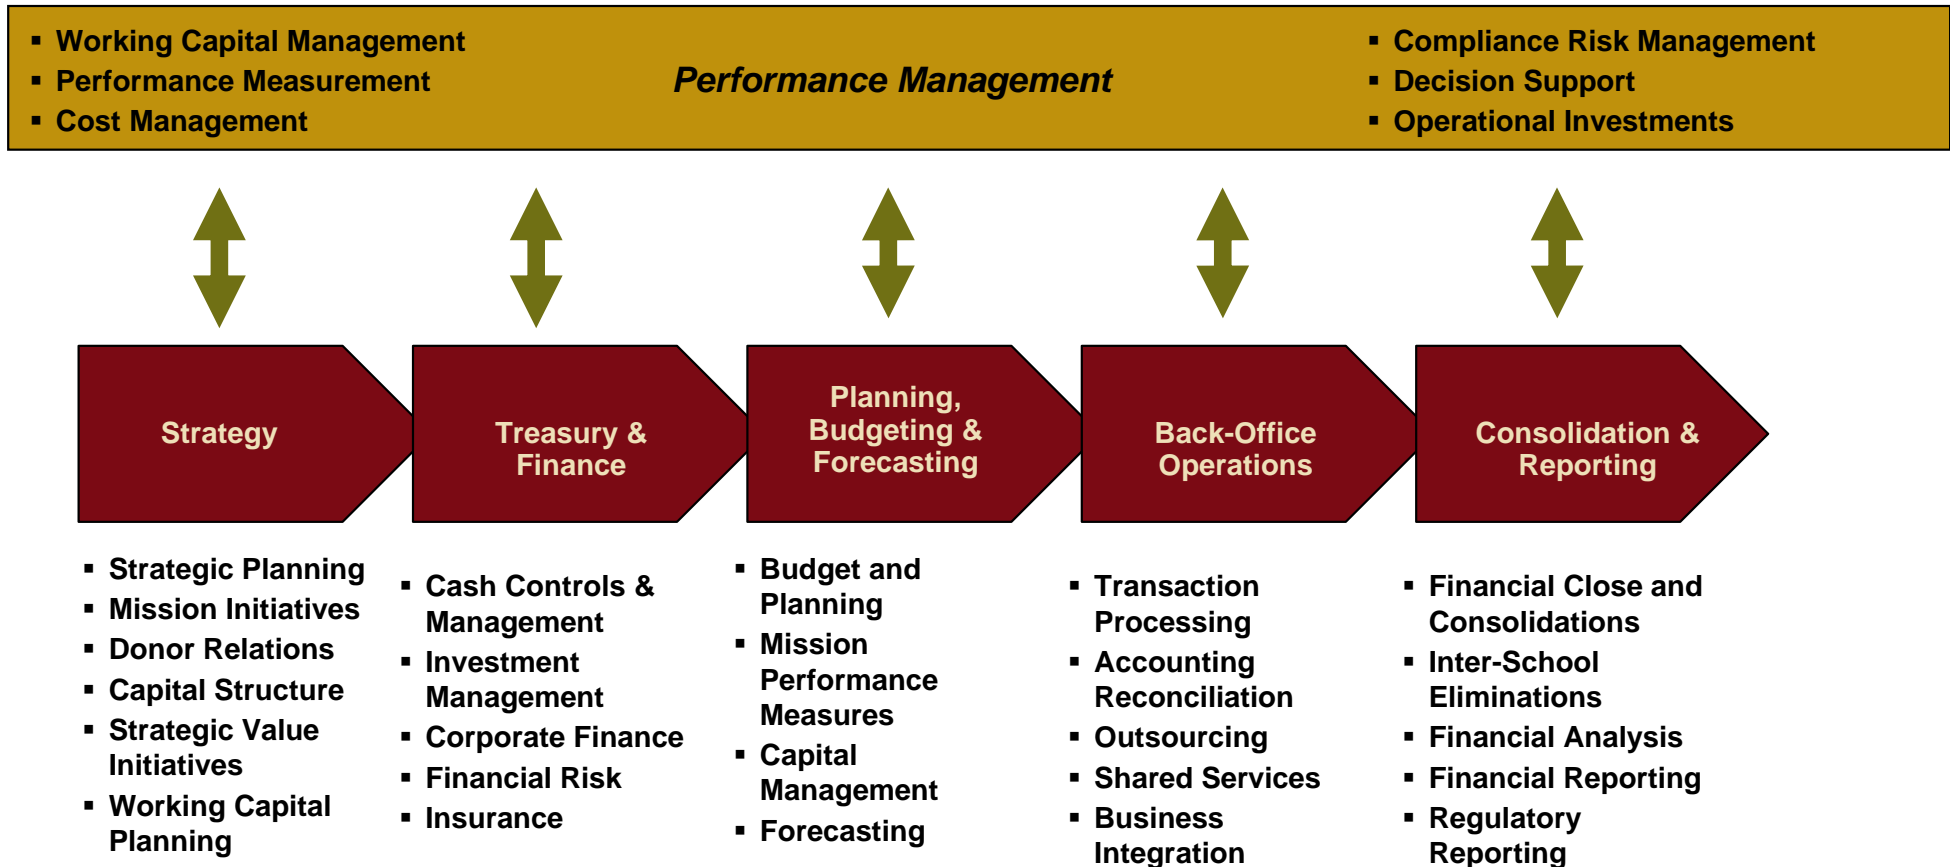 ▪ Working Capital Management
▪ Performance Measurement
▪ Cost Management
Performance Management
▪ Compliance Risk Management
▪ Decision Support
▪ Operational Investments
Strategy
Treasury &
Finance
Planning,
Budgeting &
Forecasting
Back-Office
Operations
Consolidation &
Reporting
▪ Strategic Planning
▪ Mission Initiatives
▪ Donor Relations
▪ Capital Structure
▪ Strategic Value
Initiatives
▪ Working Capital
Planning
▪ Cash Controls &
Management
▪ Investment
Management
▪ Corporate Finance
▪ Financial Risk
▪ Insurance
▪ Budget and
Planning
▪ Mission
Performance
Measures
▪ Capital
Management
▪ Forecasting
▪ Transaction
Processing
▪ Accounting
Reconciliation
▪ Outsourcing
▪ Shared Services
▪ Business
Integration
▪ Financial Close and
Consolidations
▪ Inter-School
Eliminations
▪ Financial Analysis
▪ Financial Reporting
▪ Regulatory
Reporting